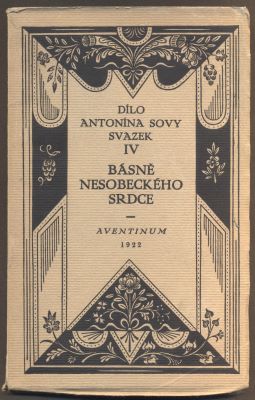 DÍLO
ANTONÍNA SOVY
SVAZEK
IV
BÁSNĚ
NESOBECKÉHO
SRDCE
—
AVENTINUM
1922